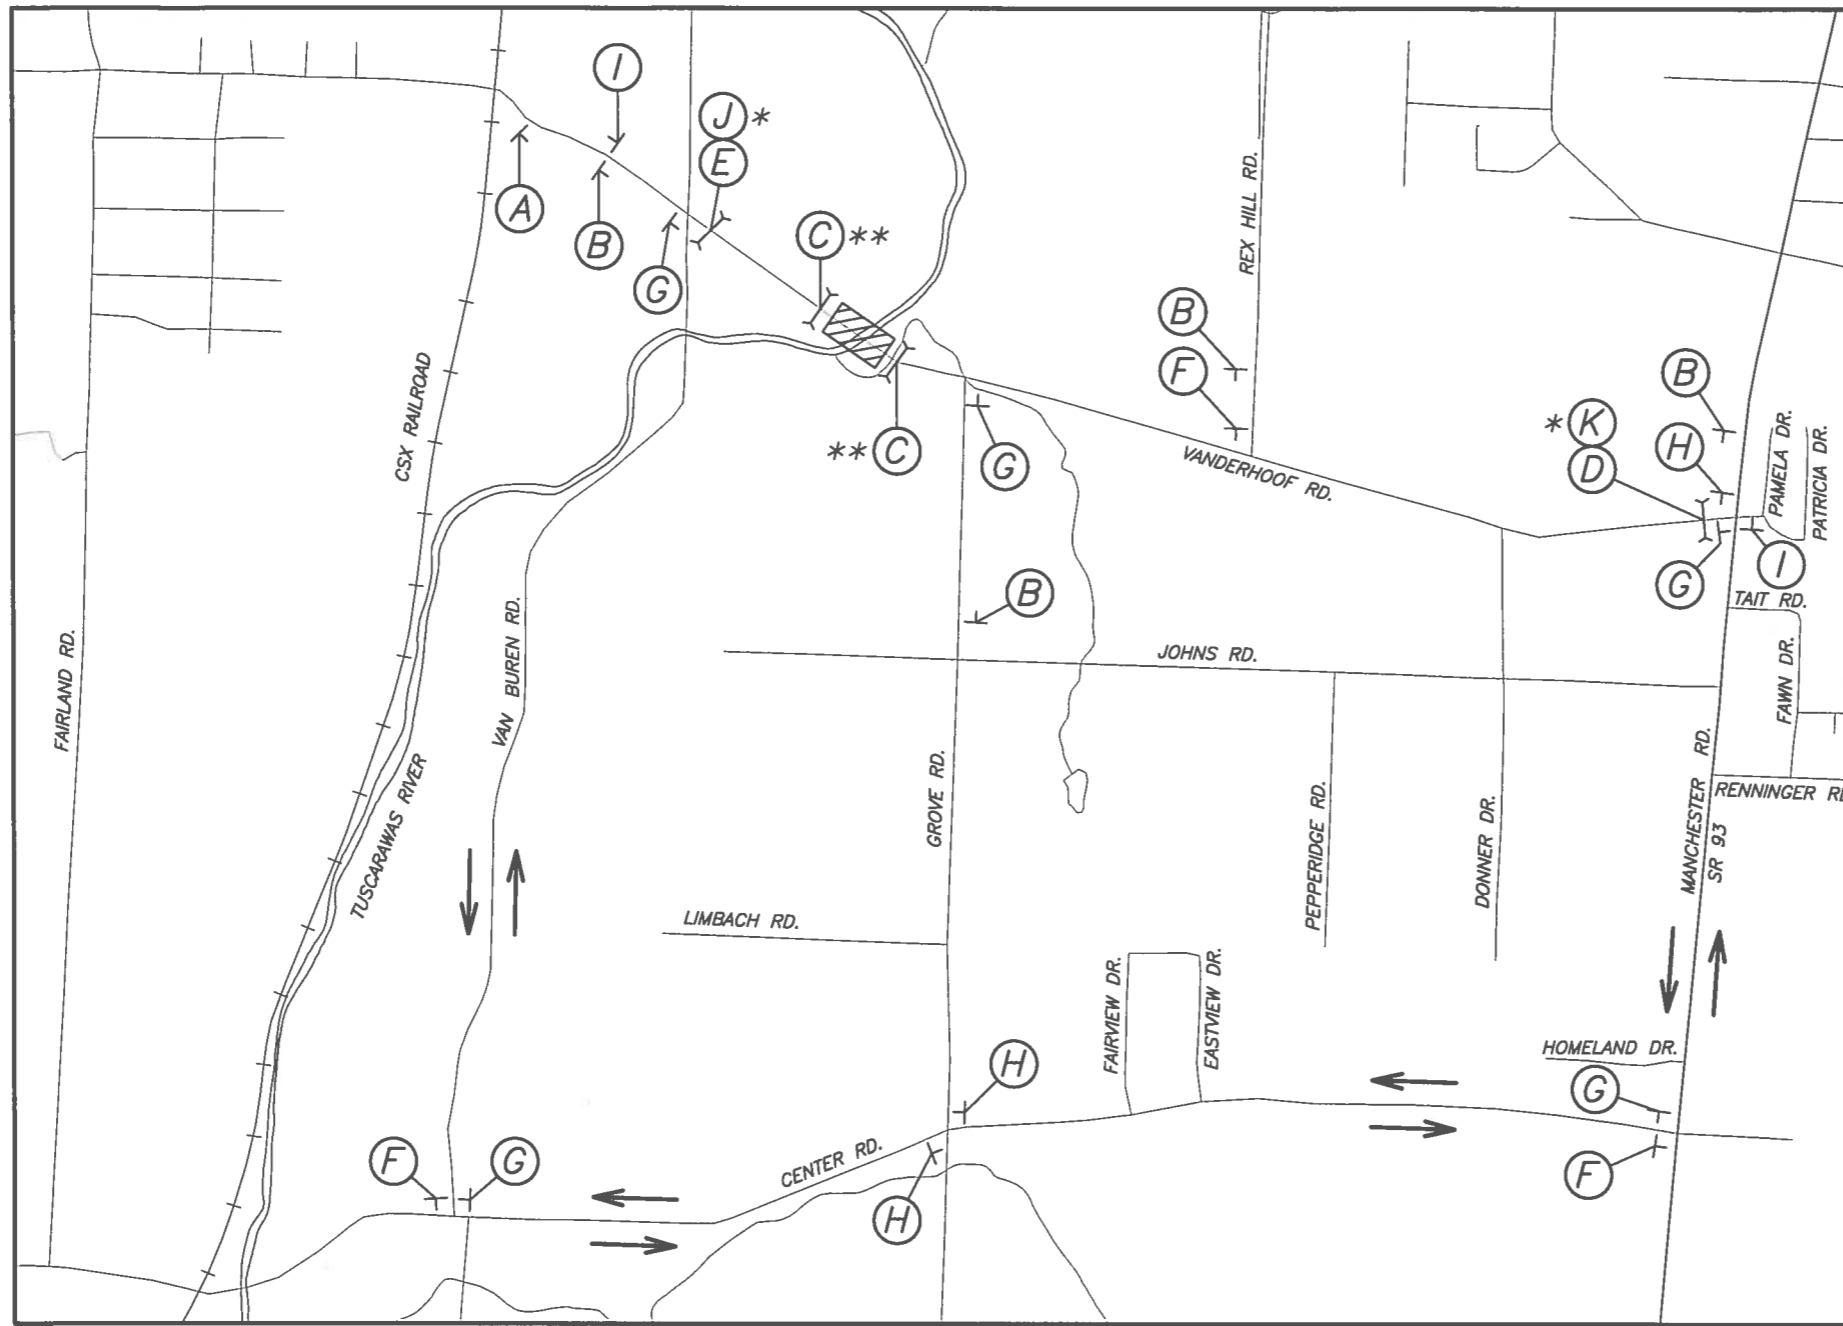 I
J *
E
A
B
G
C **
REX HILL RD.
B
F
B
* K
D
H
PAMELA DR.
PATRICIA DR.
CSX RAILROAD
** C
G
VANDERHOOF RD.
G
I
TAIT RD.
B
JOHNS RD.
FAIRLAND RD.
VAN BUREN RD.
FAWN DR.
TUSCARAWAS RIVER
GROVE RD.
PEPPERIDGE RD.
DONNER DR.
MANCHESTER RD.
SR 93
RENNINGER RD
LIMBACH RD.
FAIRVIEW DR.
EASTVIEW DR.
HOMELAND DR.
H
G
F
G
CENTER RD.
H
F